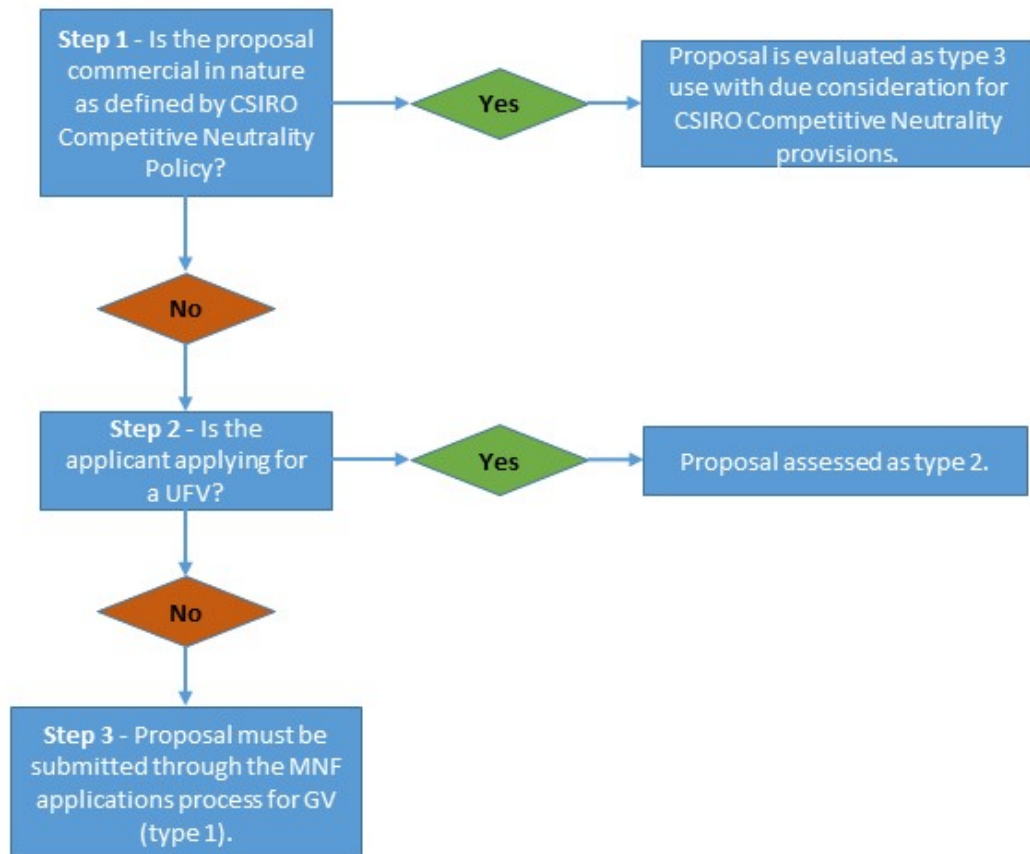 Step 1 - Is the proposal
commercial in nature
as defined by CSIRO
Competitive Neutrality
Policy?
Yes
Proposal is evaluated as type 3
use with due consideration for
CSIRO Competitive Neutrality
provisions.
No
Step 2 - Is the
applicant applying for
a UFV?
Yes
Proposal assessed as type 2.
No
Step 3 - Proposal must be
submitted through the MNF
applications process for GV
(type 1).